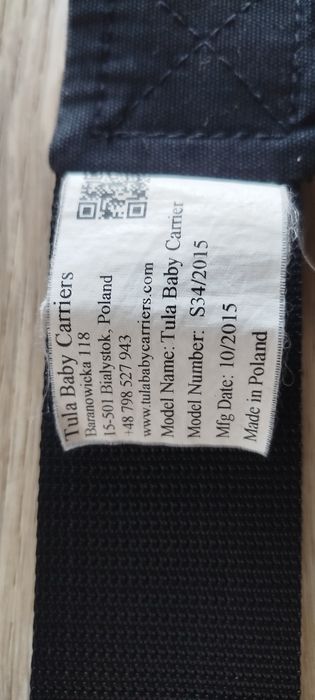 Tula Baby Carriers
Baranowicka 118
15-501 Bialystok, Poland
+48 798 527 943
www.tulababycarriers.com
Model Name: Tula Baby Carrier
Model Number: S34/2015
Mfg Date: 10/2015
Made in Poland